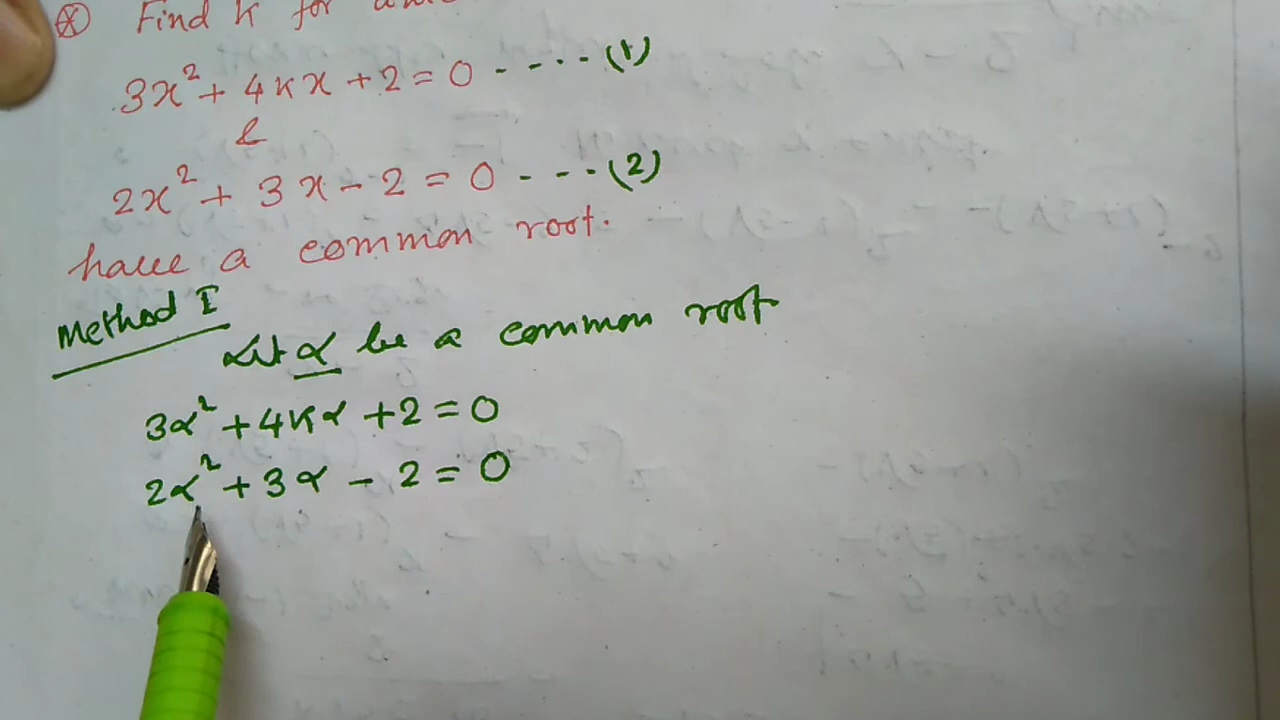 Find K for
3x² + 4Kx + 2 = 0 - - - - (1)
&
2x² + 3x - 2 = 0 - - - (2)
have a common root.
Method I
Let α be a common root
3α² + 4Kα + 2 = 0
2α² + 3α - 2 = 0